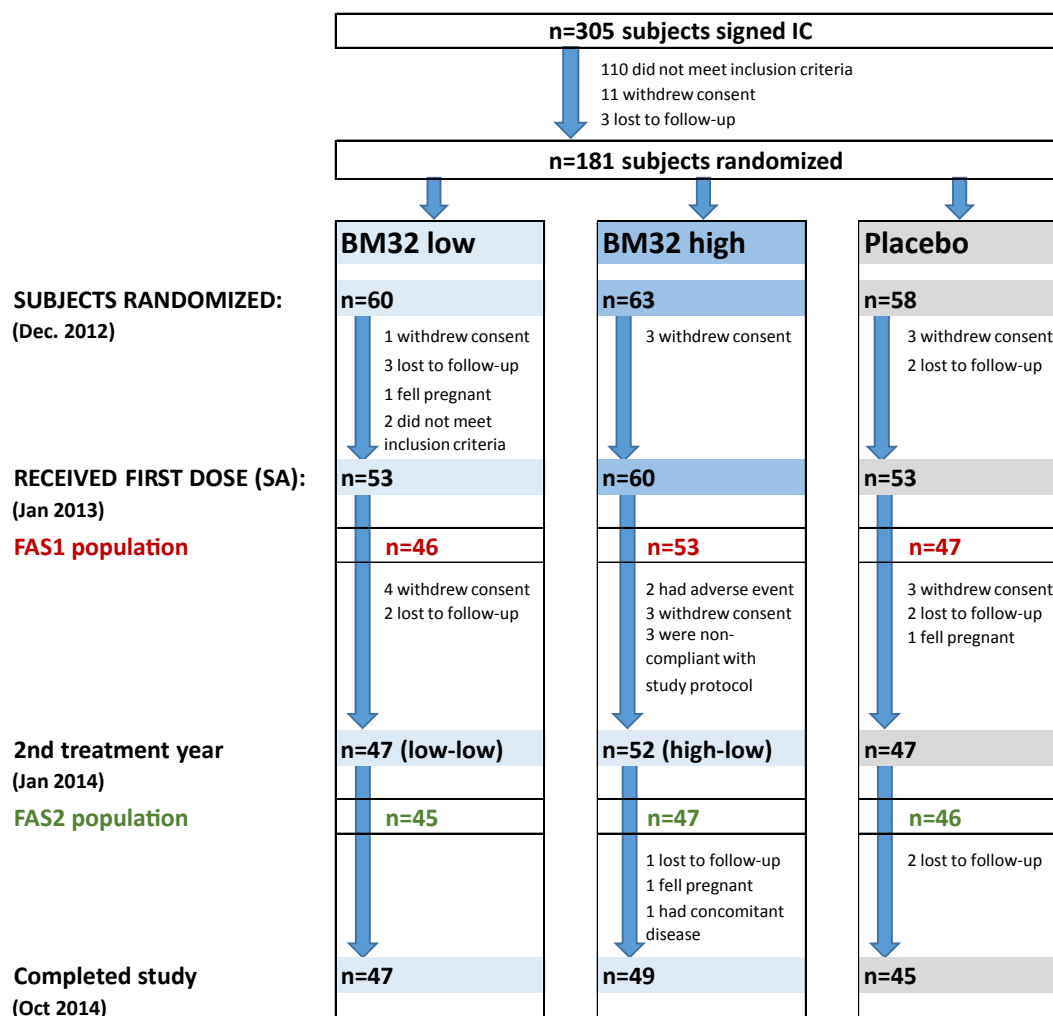 n=305 subjects signed IC
110 did not meet inclusion criteria
11 withdrew consent
3 lost to follow-up
n=181 subjects randomized
BM32 low
BM32 high
Placebo
SUBJECTS RANDOMIZED:
(Dec. 2012)
n=60
n=63
n=58
1 withdrew consent
3 lost to follow-up
1 fell pregnant
2 did not meet
inclusion criteria
3 withdrew consent
3 withdrew consent
2 lost to follow-up
RECEIVED FIRST DOSE (SA):
(Jan 2013)
n=53
n=60
n=53
FAS1 population
n=46
n=53
n=47
4 withdrew consent
2 lost to follow-up
2 had adverse event
3 withdrew consent
3 were non-
compliant with
study protocol
3 withdrew consent
2 lost to follow-up
1 fell pregnant
2nd treatment year
(Jan 2014)
n=47 (low-low)
n=52 (high-low)
n=47
FAS2 population
n=45
n=47
n=46
1 lost to follow-up
1 fell pregnant
1 had concomitant
disease
2 lost to follow-up
Completed study
(Oct 2014)
n=47
n=49
n=45